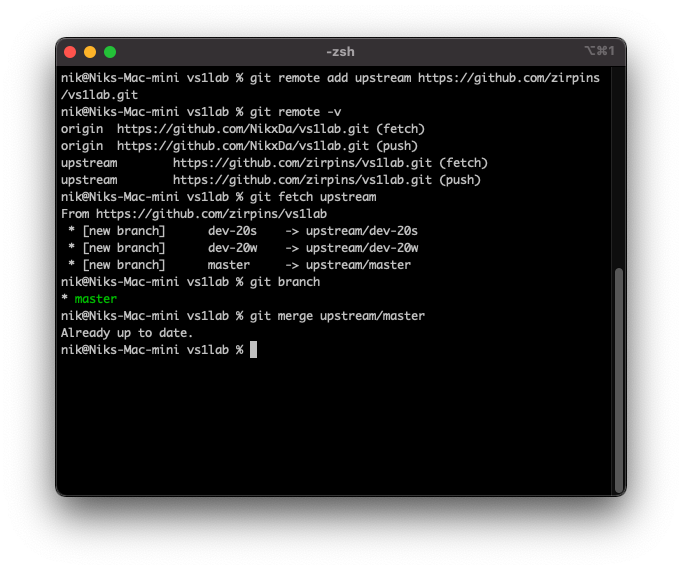 -zsh
⌥⌘1
nik@Niks-Mac-mini vs1lab % git remote add upstream https://github.com/zirpins
/vs1lab.git
nik@Niks-Mac-mini vs1lab % git remote -v
origin  https://github.com/NikxDa/vs1lab.git (fetch)
origin  https://github.com/NikxDa/vs1lab.git (push)
upstream        https://github.com/zirpins/vs1lab.git (fetch)
upstream        https://github.com/zirpins/vs1lab.git (push)
nik@Niks-Mac-mini vs1lab % git fetch upstream
From https://github.com/zirpins/vs1lab
 * [new branch]      dev-20s    -> upstream/dev-20s
 * [new branch]      dev-20w    -> upstream/dev-20w
 * [new branch]      master     -> upstream/master
nik@Niks-Mac-mini vs1lab % git branch
* master
nik@Niks-Mac-mini vs1lab % git merge upstream/master
Already up to date.
nik@Niks-Mac-mini vs1lab %